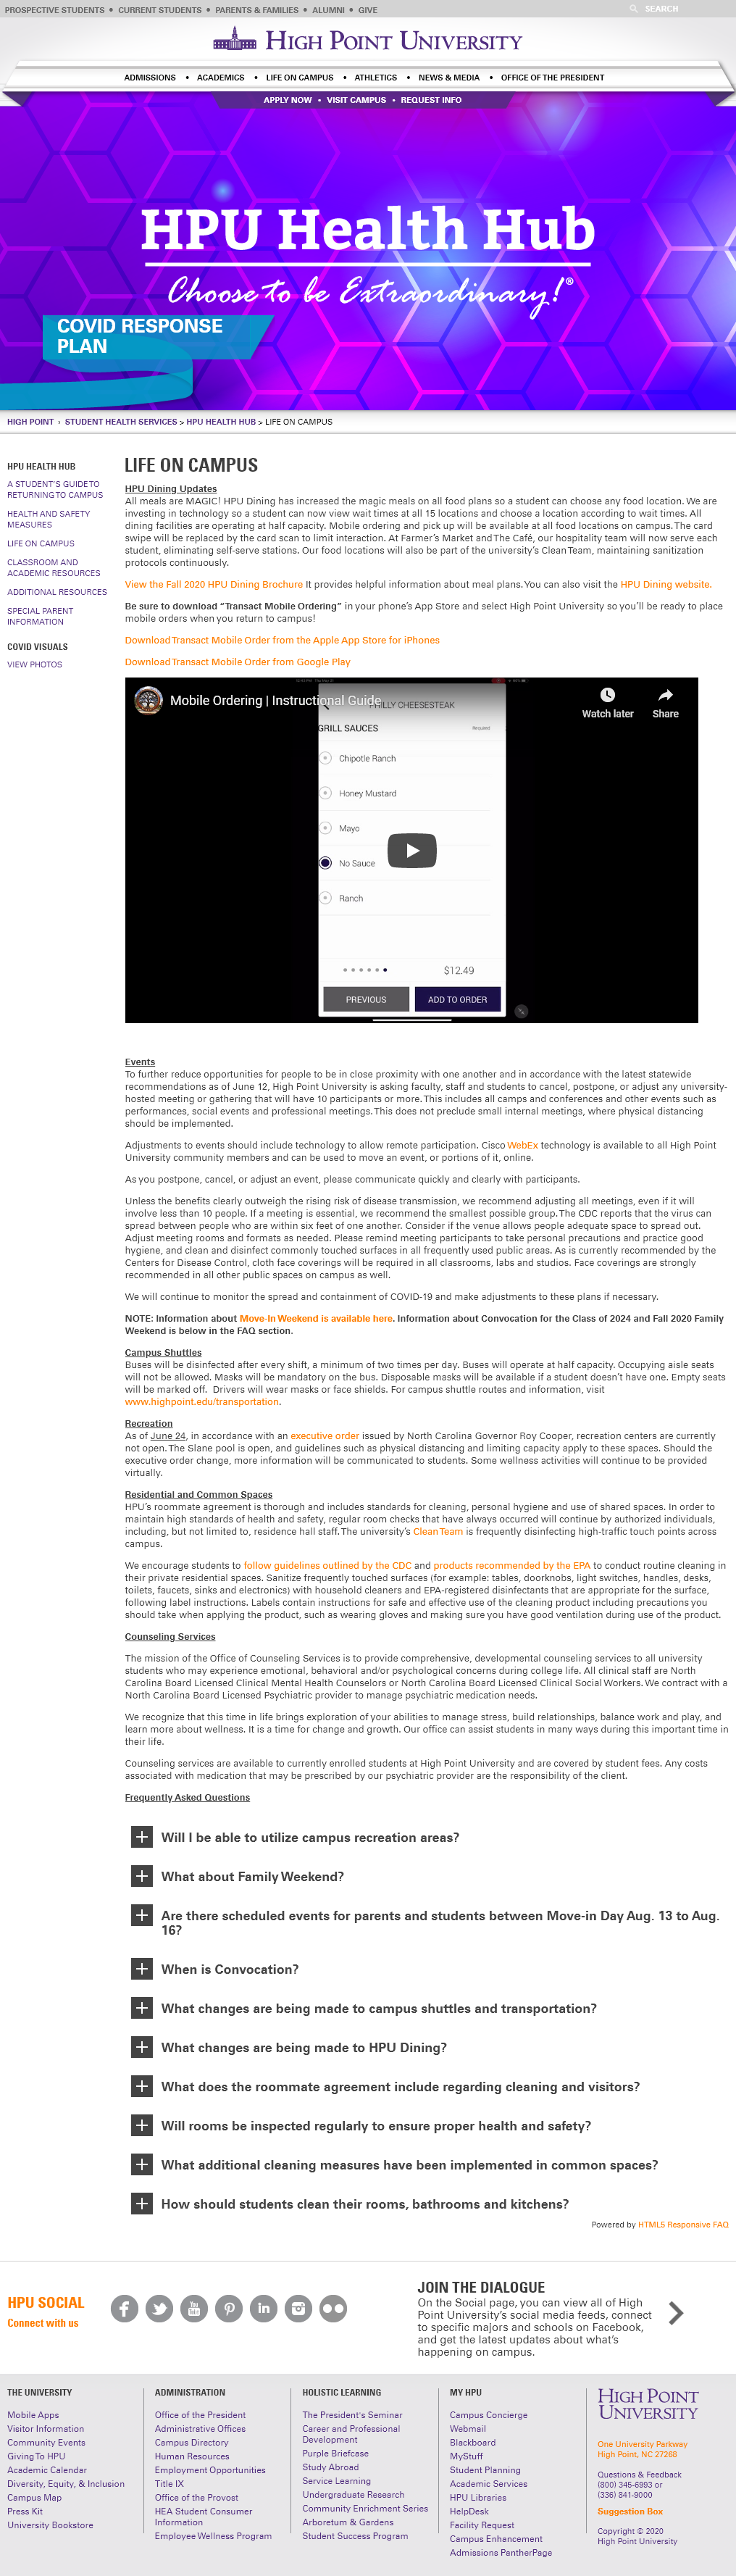 PROSPECTIVE STUDENTS • CURRENT STUDENTS • PARENTS & FAMILIES • ALUMNI • GIVE
SEARCH
HIGH POINT UNIVERSITY
ADMISSIONS • ACADEMICS • LIFE ON CAMPUS • ATHLETICS • NEWS & MEDIA • OFFICE OF THE PRESIDENT
APPLY NOW • VISIT CAMPUS • REQUEST INFO
HPU Health Hub
Choose to be Extraordinary!®
COVID RESPONSE
PLAN
HIGH POINT › STUDENT HEALTH SERVICES > HPU HEALTH HUB > LIFE ON CAMPUS
HPU HEALTH HUB
A STUDENT'S GUIDE TO
RETURNING TO CAMPUS
HEALTH AND SAFETY
MEASURES
LIFE ON CAMPUS
CLASSROOM AND
ACADEMIC RESOURCES
ADDITIONAL RESOURCES
SPECIAL PARENT
INFORMATION
COVID VISUALS
VIEW PHOTOS
LIFE ON CAMPUS
HPU Dining Updates
All meals are MAGIC! HPU Dining has increased the magic meals on all food plans so a student can choose any food location. We are
investing in technology so a student can now view wait times at all 15 locations and choose a location according to wait times. All
dining facilities are operating at half capacity. Mobile ordering and pick up will be available at all food locations on campus. The card
swipe will be replaced by the card scan to limit direct interaction. At Farmer's Market and The Café, our hospitality team will now serve each
student, eliminating self-serve stations. Our food locations will also be part of the university's Clean Team, maintaining sanitation
protocols continuously.
View the Fall 2020 HPU Dining Brochure It provides helpful information about meal plans. You can also visit the HPU Dining website.
Be sure to download "Transact Mobile Ordering" in your phone's App Store and select High Point University so you'll be ready to place
mobile orders when you return to campus!
Download Transact Mobile Order from the Apple App Store for iPhones
Download Transact Mobile Order from Google Play
Mobile Ordering | Instructional Guide
PHILLY CHEESESTEAK
Watch later
Share
GRILL SAUCES
Required
Chipotle Ranch
Honey Mustard
Mayo
No Sauce
Ranch
$12.49
PREVIOUS
ADD TO ORDER
Events
To further reduce opportunities for people to be in close proximity with one another and in accordance with the latest statewide
recommendations as of June 12, High Point University is asking faculty, staff and students to cancel, postpone, or adjust any university-
hosted meeting or gathering that will have 10 participants or more. This includes all camps and conferences and other events such as
performances, social events and professional meetings. This does not preclude small internal meetings, where physical distancing
should be implemented.
Adjustments to events should include technology to allow remote participation. Cisco WebEx technology is available to all High Point
University community members and can be used to move an event, or portions of it, online.
As you postpone, cancel, or adjust an event, please communicate quickly and clearly with participants.
Unless the benefits clearly outweigh the rising risk of disease transmission, we recommend adjusting all meetings, even if it will
involve less than 10 people. If a meeting is essential, we recommend the smallest possible group. The CDC reports that the virus can
spread between people who are within six feet of one another. Consider if the venue allows people adequate space to spread out.
Adjust meeting rooms and formats as needed. Please remind meeting participants to take personal precautions and practice good
hygiene, and clean and disinfect commonly touched surfaces in all frequently used public areas. As is currently recommended by the
Centers for Disease Control, cloth face coverings will be required in all classrooms, labs and studios. Face coverings are strongly
recommended in all other public spaces on campus as well.
We will continue to monitor the spread and containment of COVID-19 and make adjustments to these plans if necessary.
NOTE: Information about Move-In Weekend is available here. Information about Convocation for the Class of 2024 and Fall 2020 Family
Weekend is below in the FAQ section.
Campus Shuttles
Buses will be disinfected after every shift, a minimum of two times per day. Buses will operate at half capacity. Occupying aisle seats
will not be allowed. Masks will be mandatory on the bus. Disposable masks will be available if a student doesn't have one. Empty seats
will be marked off. Drivers will wear masks or face shields. For campus shuttle routes and information, visit
www.highpoint.edu/transportation.
Recreation
As of June 24, in accordance with an executive order issued by North Carolina Governor Roy Cooper, recreation centers are currently
not open. The Slane pool is open, and guidelines such as physical distancing and limiting capacity apply to these spaces. Should the
executive order change, more information will be communicated to students. Some wellness activities will continue to be provided
virtually.
Residential and Common Spaces
HPU's roommate agreement is thorough and includes standards for cleaning, personal hygiene and use of shared spaces. In order to
maintain high standards of health and safety, regular room checks that have always occurred will continue by authorized individuals,
including, but not limited to, residence hall staff. The university's Clean Team is frequently disinfecting high-traffic touch points across
campus.
We encourage students to follow guidelines outlined by the CDC and products recommended by the EPA to conduct routine cleaning in
their private residential spaces. Sanitize frequently touched surfaces (for example: tables, doorknobs, light switches, handles, desks,
toilets, faucets, sinks and electronics) with household cleaners and EPA-registered disinfectants that are appropriate for the surface,
following label instructions. Labels contain instructions for safe and effective use of the cleaning product including precautions you
should take when applying the product, such as wearing gloves and making sure you have good ventilation during use of the product.
Counseling Services
The mission of the Office of Counseling Services is to provide comprehensive, developmental counseling services to all university
students who may experience emotional, behavioral and/or psychological concerns during college life. All clinical staff are North
Carolina Board Licensed Clinical Mental Health Counselors or North Carolina Board Licensed Clinical Social Workers. We contract with a
North Carolina Board Licensed Psychiatric provider to manage psychiatric medication needs.
We recognize that this time in life brings exploration of your abilities to manage stress, build relationships, balance work and play, and
learn more about wellness. It is a time for change and growth. Our office can assist students in many ways during this important time in
their life.
Counseling services are available to currently enrolled students at High Point University and are covered by student fees. Any costs
associated with medication that may be prescribed by our psychiatric provider are the responsibility of the client.
Frequently Asked Questions
Will I be able to utilize campus recreation areas?
What about Family Weekend?
Are there scheduled events for parents and students between Move-in Day Aug. 13 to Aug.
16?
When is Convocation?
What changes are being made to campus shuttles and transportation?
What changes are being made to HPU Dining?
What does the roommate agreement include regarding cleaning and visitors?
Will rooms be inspected regularly to ensure proper health and safety?
What additional cleaning measures have been implemented in common spaces?
How should students clean their rooms, bathrooms and kitchens?
Powered by HTML5 Responsive FAQ
HPU SOCIAL
Connect with us
JOIN THE DIALOGUE
On the Social page, you can view all of High
Point University's social media feeds, connect
to specific majors and schools on Facebook,
and get the latest updates about what's
happening on campus.
THE UNIVERSITY
Mobile Apps
Visitor Information
Community Events
Giving To HPU
Academic Calendar
Diversity, Equity, & Inclusion
Campus Map
Press Kit
University Bookstore
ADMINISTRATION
Office of the President
Administrative Offices
Campus Directory
Human Resources
Employment Opportunities
Title IX
Office of the Provost
HEA Student Consumer
Information
Employee Wellness Program
HOLISTIC LEARNING
The President's Seminar
Career and Professional
Development
Purple Briefcase
Study Abroad
Service Learning
Undergraduate Research
Community Enrichment Series
Arboretum & Gardens
Student Success Program
MY HPU
Campus Concierge
Webmail
Blackboard
MyStuff
Student Planning
Academic Services
HPU Libraries
HelpDesk
Facility Request
Campus Enhancement
Admissions PantherPage
HIGH POINT
UNIVERSITY
One University Parkway
High Point, NC 27268
Questions & Feedback
(800) 345-6993 or
(336) 841-9000
Suggestion Box
Copyright © 2020
High Point University